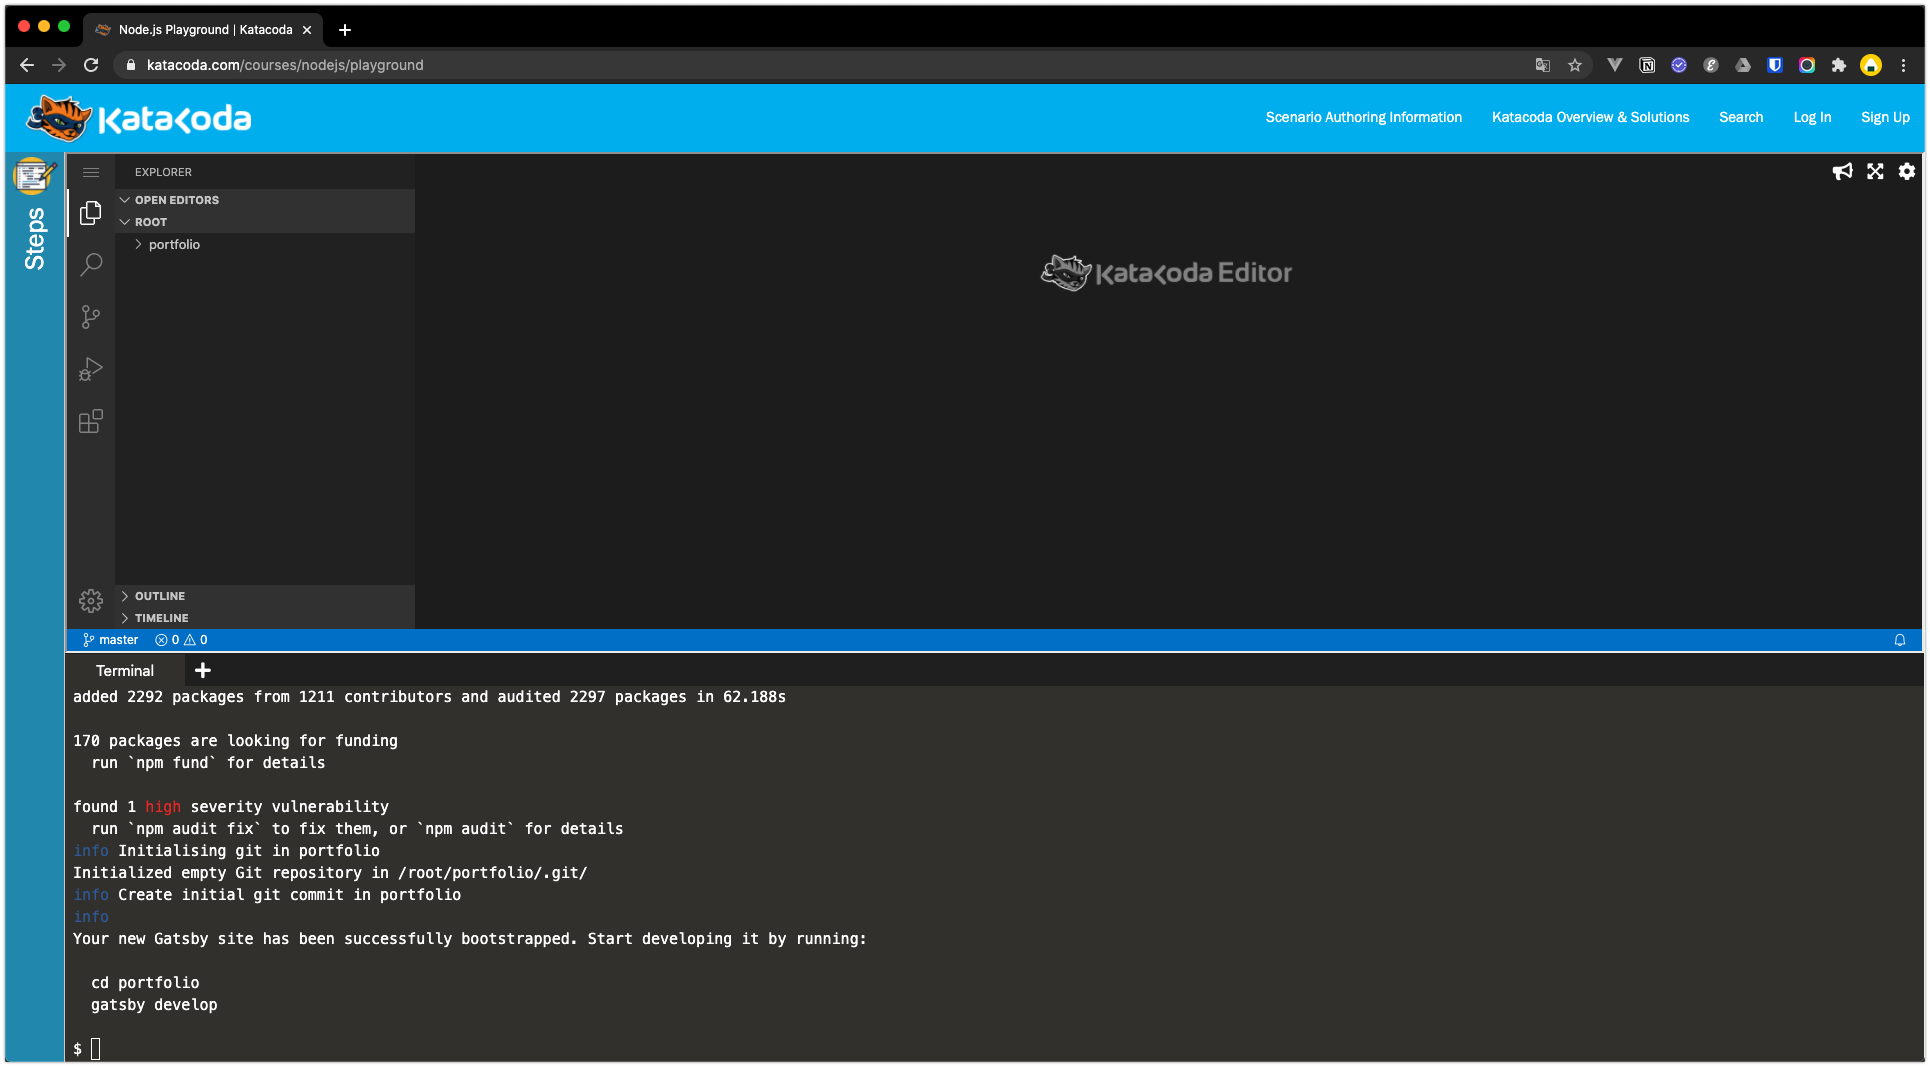 Node.js Playground | Katacoda
katacoda.com/courses/nodejs/playground
Katacoda
Scenario Authoring Information
Katacoda Overview & Solutions
Search
Log In
Sign Up
Steps
EXPLORER
OPEN EDITORS
ROOT
portfolio
Katacoda Editor
OUTLINE
TIMELINE
master 0 0
Terminal
added 2292 packages from 1211 contributors and audited 2297 packages in 62.188s
170 packages are looking for funding
run `npm fund` for details
found 1 high severity vulnerability
run `npm audit fix` to fix them, or `npm audit` for details
info Initialising git in portfolio
Initialized empty Git repository in /root/portfolio/.git/
info Create initial git commit in portfolio
info
Your new Gatsby site has been successfully bootstrapped. Start developing it by running:
cd portfolio
gatsby develop
$